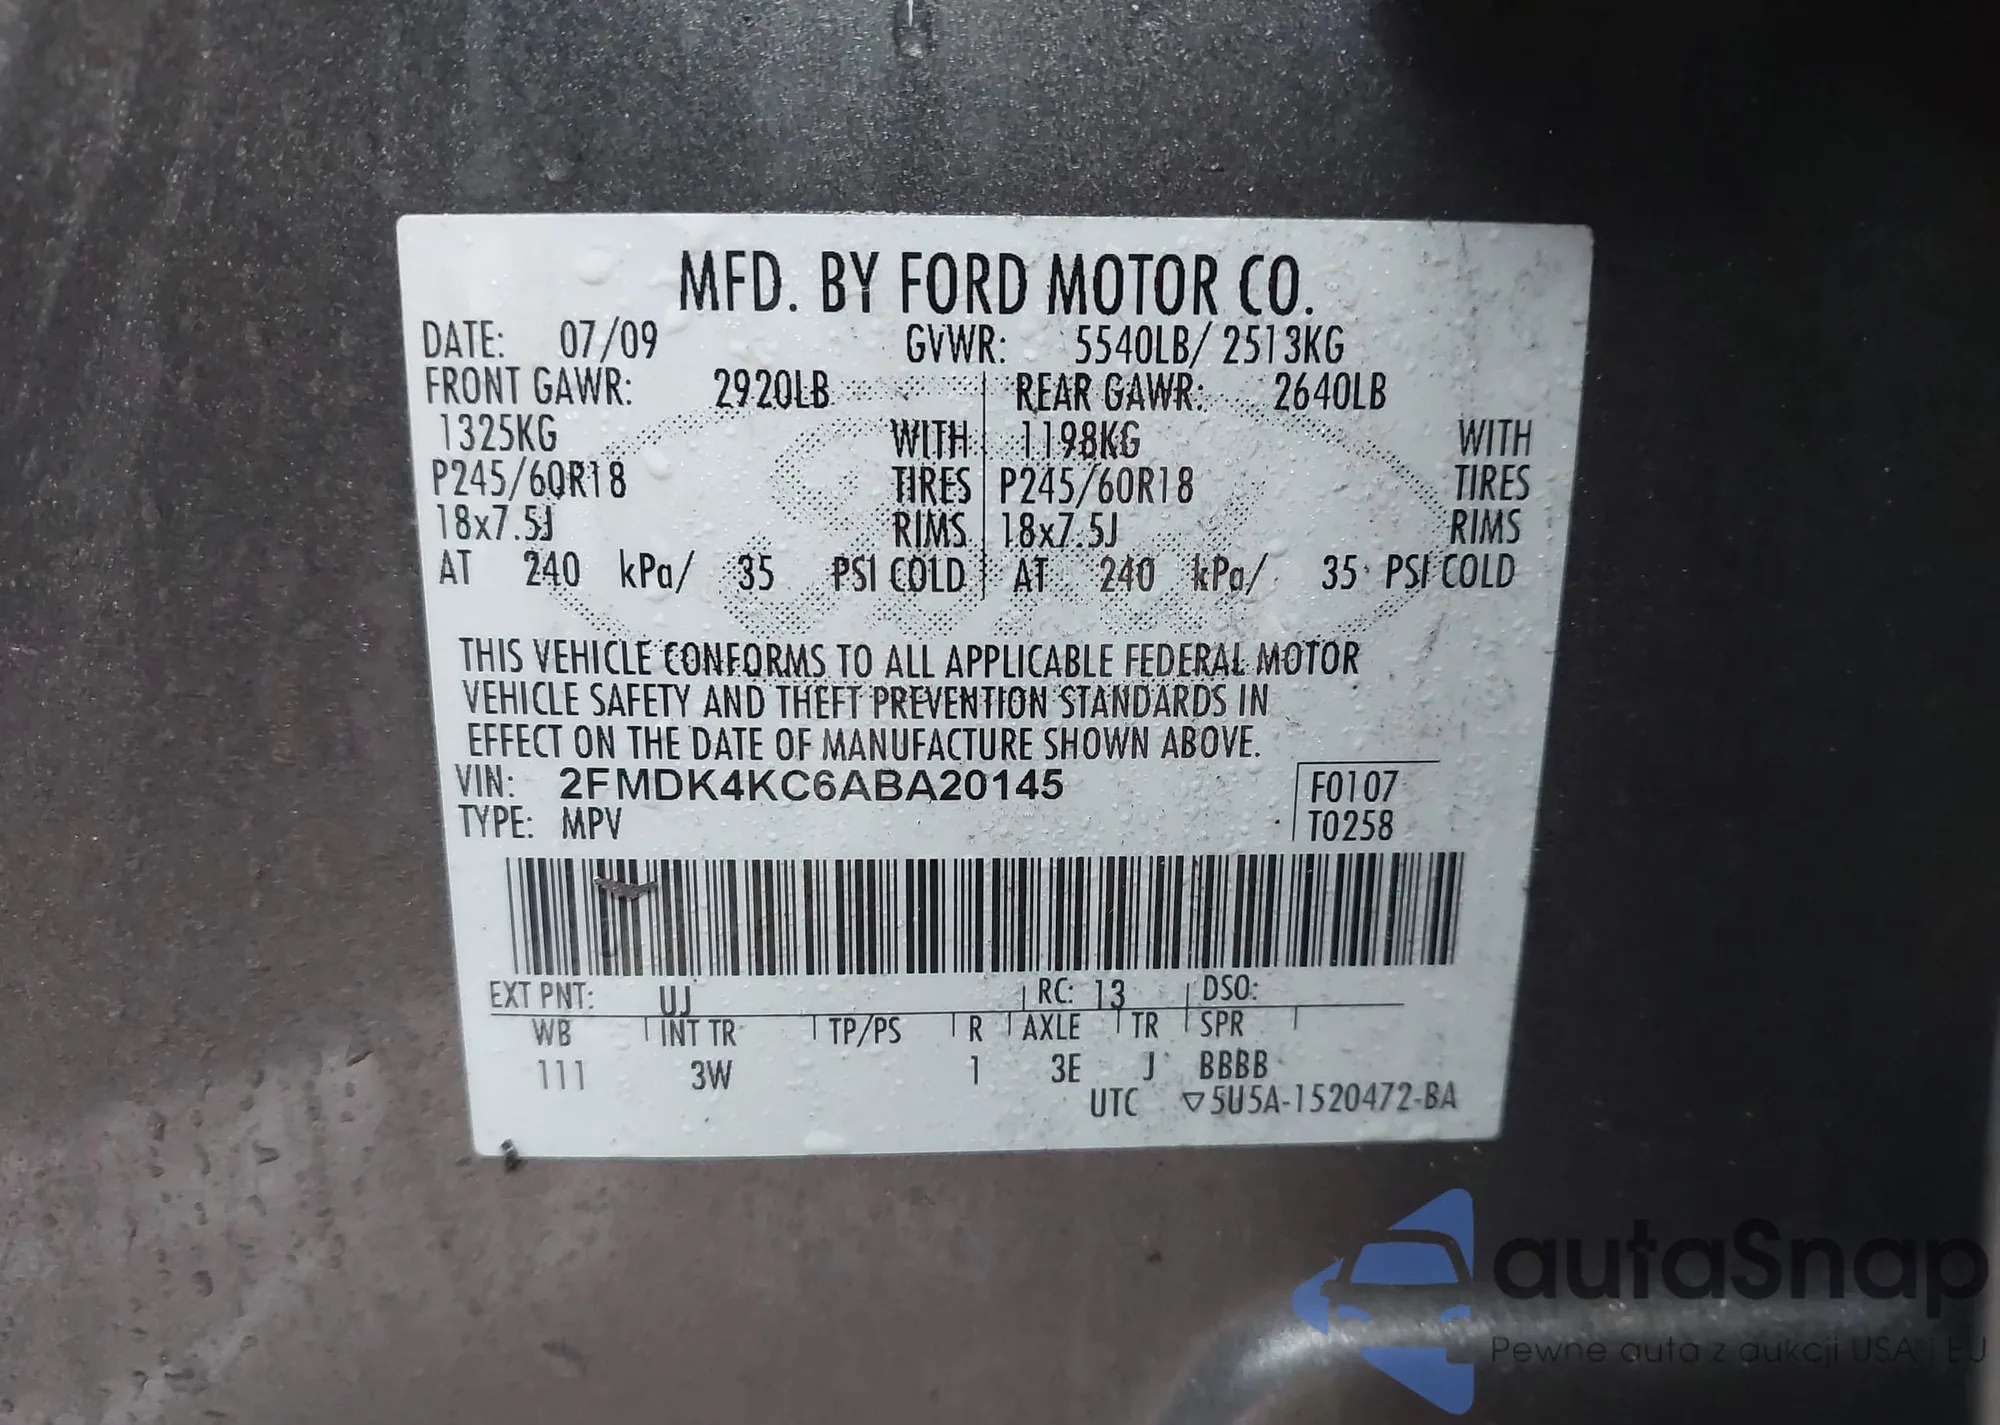 MFD. BY FORD MOTOR CO.
DATE: 07/09 GVWR: 5540LB/ 2513KG
FRONT GAWR: 2920LB REAR GAWR: 2640LB
1325KG WITH 1198KG WITH
P245/60R18 TIRES P245/60R18 TIRES
18x7.5J RIMS 18x7.5J RIMS
AT 240 kPa/ 35 PSI COLD AT 240 kPa/ 35 PSI COLD
THIS VEHICLE CONFORMS TO ALL APPLICABLE FEDERAL MOTOR
VEHICLE SAFETY AND THEFT PREVENTION STANDARDS IN
EFFECT ON THE DATE OF MANUFACTURE SHOWN ABOVE.
VIN: 2FMDK4KC6ABA20145 F0107
TYPE: MPV T0258
EXT PNT: UJ RC: 13 DSO:
WB INT TR TP/PS R AXLE TR SPR
111 3W 1 3E J BBBB
UTC ▽5U5A-1520472-BA
autaSnap
Pewne auta z aukcji USA i EU